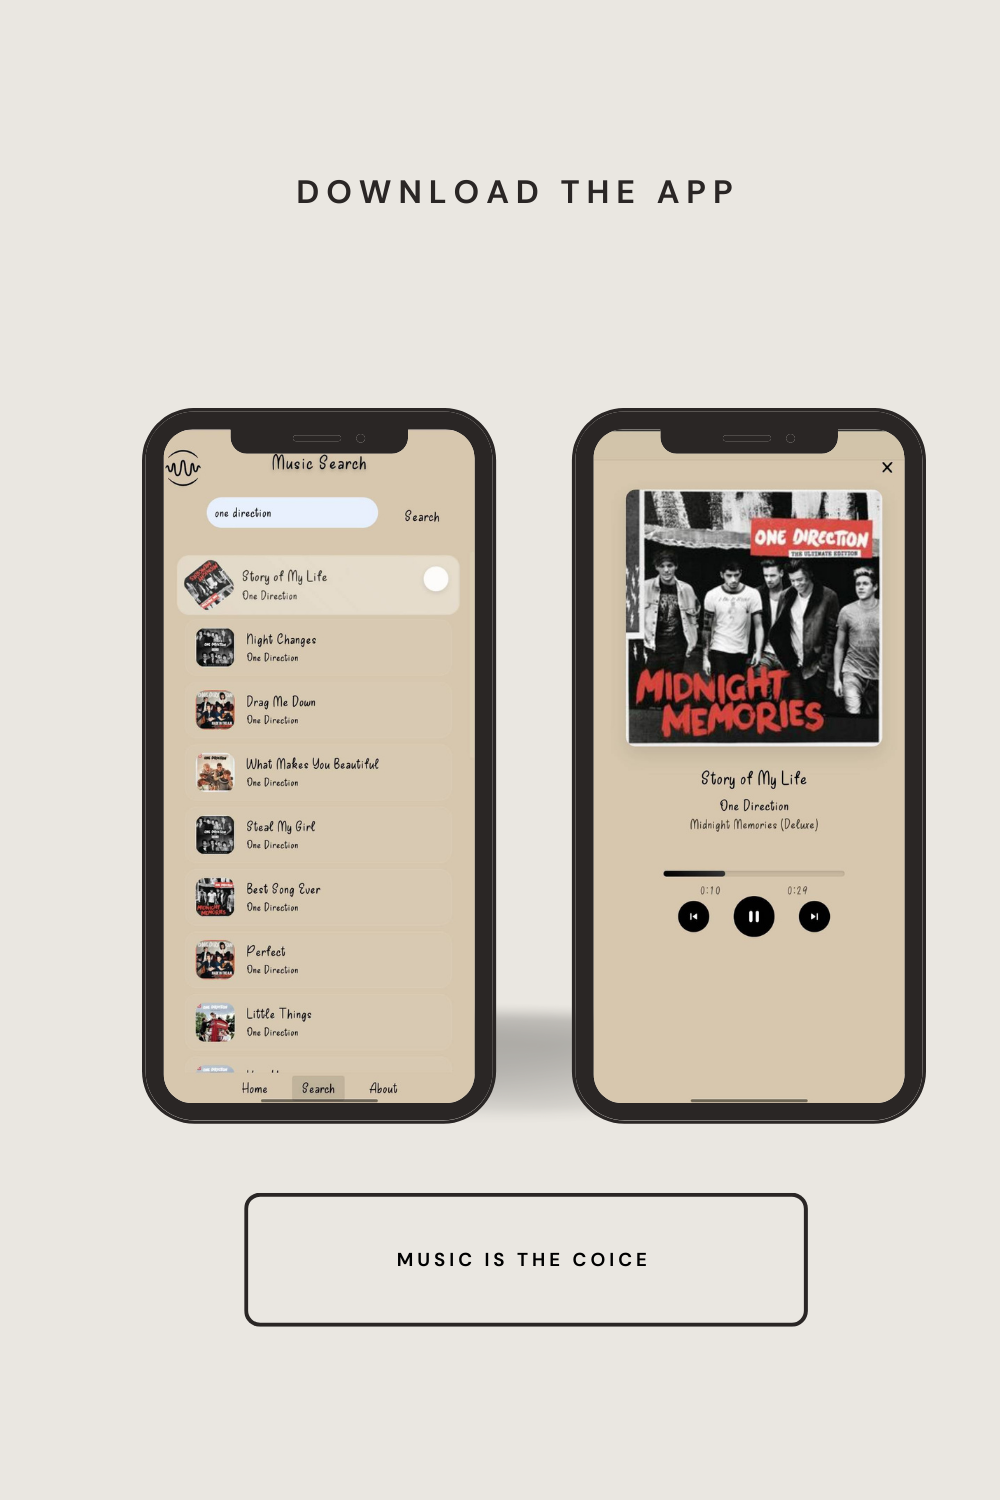 DOWNLOAD THE APP
Music Search
one direction
Search
Story of My Life
One Direction
Night Changes
One Direction
Drag Me Down
One Direction
What Makes You Beautiful
One Direction
Steal My Girl
One Direction
Best Song Ever
One Direction
Perfect
One Direction
Little Things
One Direction
Home
Search
About
ONE DIRECTION
THE ULTIMATE EDITION
MIDNIGHT
MEMORIES
Story of My Life
One Direction
Midnight Memories (Deluxe)
0:10
0:29
MUSIC IS THE COICE